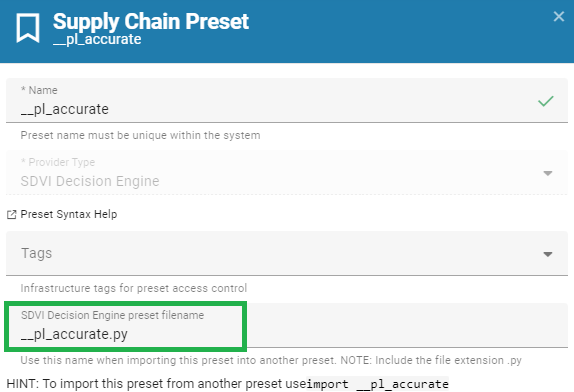 Supply Chain Preset
__pl_accurate
* Name
__pl_accurate
Preset name must be unique within the system
* Provider Type
SDVI Decision Engine
Preset Syntax Help
Tags
Infrastructure tags for preset access control
SDVI Decision Engine preset filename
__pl_accurate.py
Use this name when importing this preset into another preset. NOTE: Include the file extension .py
HINT: To import this preset from another preset use import __pl_accurate